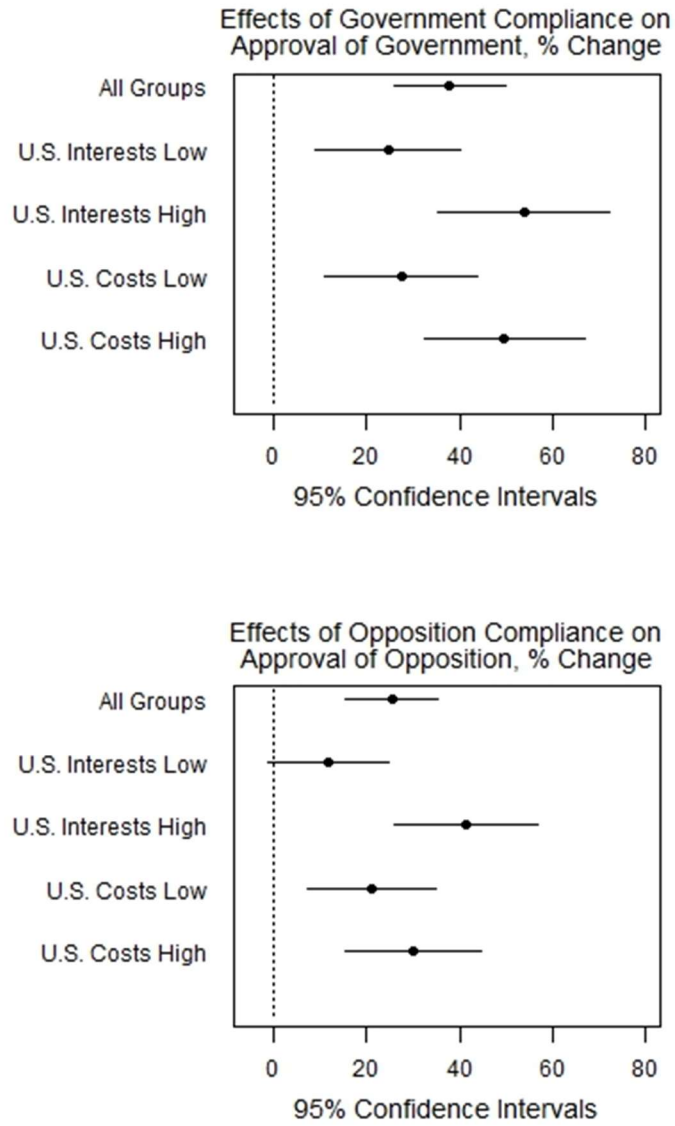 Effects of Government Compliance on
Approval of Government, % Change
All Groups
U.S. Interests Low
U.S. Interests High
U.S. Costs Low
U.S. Costs High
0 20 40 60 80
95% Confidence Intervals
Effects of Opposition Compliance on
Approval of Opposition, % Change
All Groups
U.S. Interests Low
U.S. Interests High
U.S. Costs Low
U.S. Costs High
0 20 40 60 80
95% Confidence Intervals